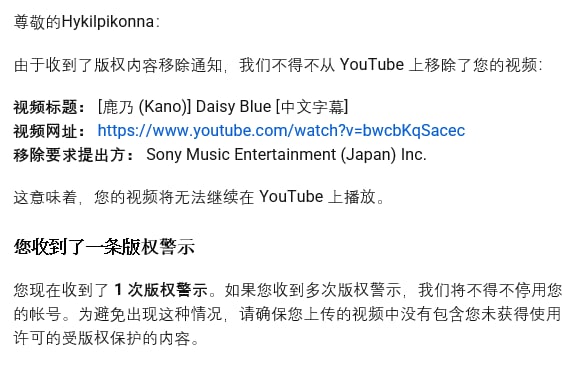 尊敬的Hykilpikonna：
由于收到了版权内容移除通知，我们不得不从 YouTube 上移除了您的视频：
视频标题： [鹿乃 (Kano)] Daisy Blue [中文字幕]
视频网址： https://www.youtube.com/watch?v=bwcbKqSacec
移除要求提出方： Sony Music Entertainment (Japan) Inc.
这意味着，您的视频将无法继续在 YouTube 上播放。
您收到了一条版权警示
您现在收到了 1 次版权警示。如果您收到多次版权警示，我们将不得不停用您
的帐号。为避免出现这种情况，请确保您上传的视频中没有包含您未获得使用
许可的受版权保护的内容。